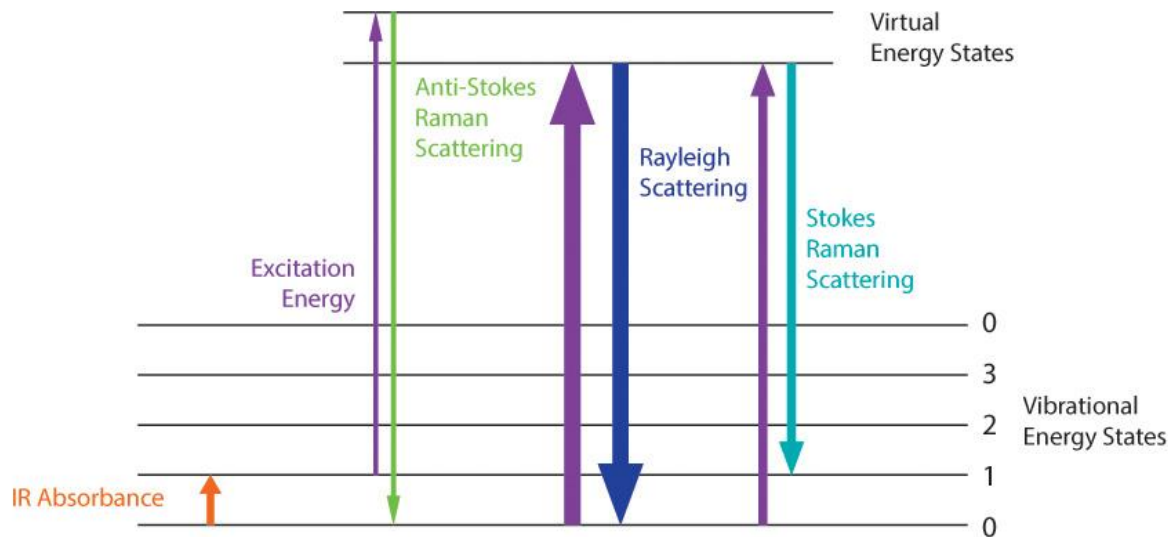 Virtual
Energy States
Anti-Stokes
Raman
Scattering
Rayleigh
Scattering
Stokes
Raman
Scattering
Excitation
Energy
0
3
2
1
0
Vibrational
Energy States
IR Absorbance